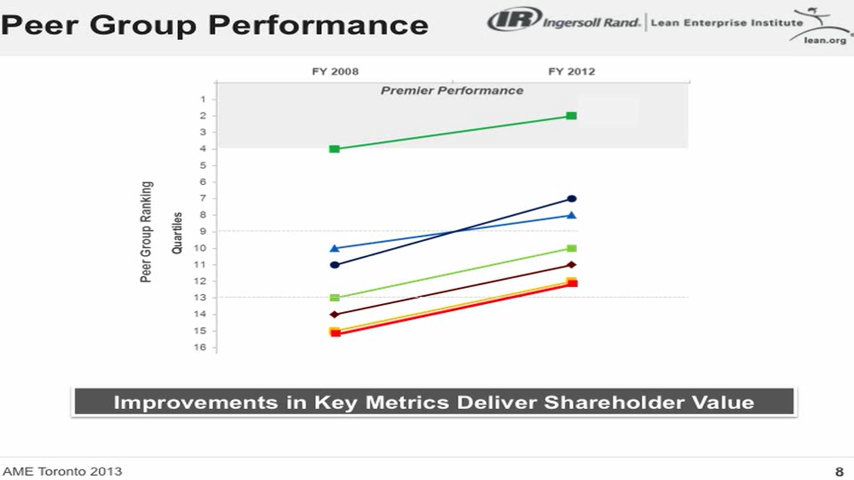 Peer Group Performance
IR Ingersoll Rand. Lean Enterprise Institute
lean.org
FY 2008 FY 2012
Premier Performance
1
2
3
4
5
6
7
8
9
10
11
12
13
14
15
16
Peer Group Ranking
Quartiles
Improvements in Key Metrics Deliver Shareholder Value
AME Toronto 2013
8